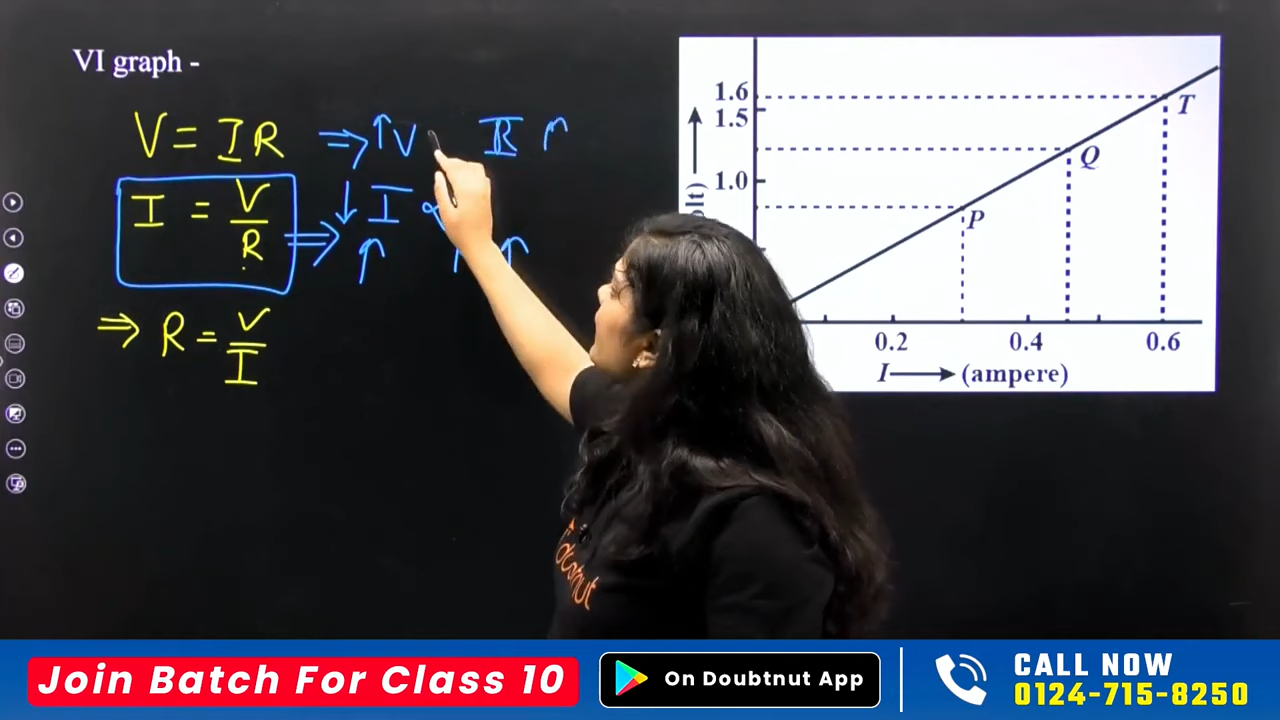 VI graph -
V = IR ⇒ ↑V R ↑
I = V/R ⇒ ↓ I ∝
↑ ↑ ↑
⇒ R = V/I
1.6
1.5
1.0
T
Q
P
0.2 0.4 0.6
I ⟶ (ampere)
Join Batch For Class 10
On Doubtnut App
CALL NOW
0124-715-8250